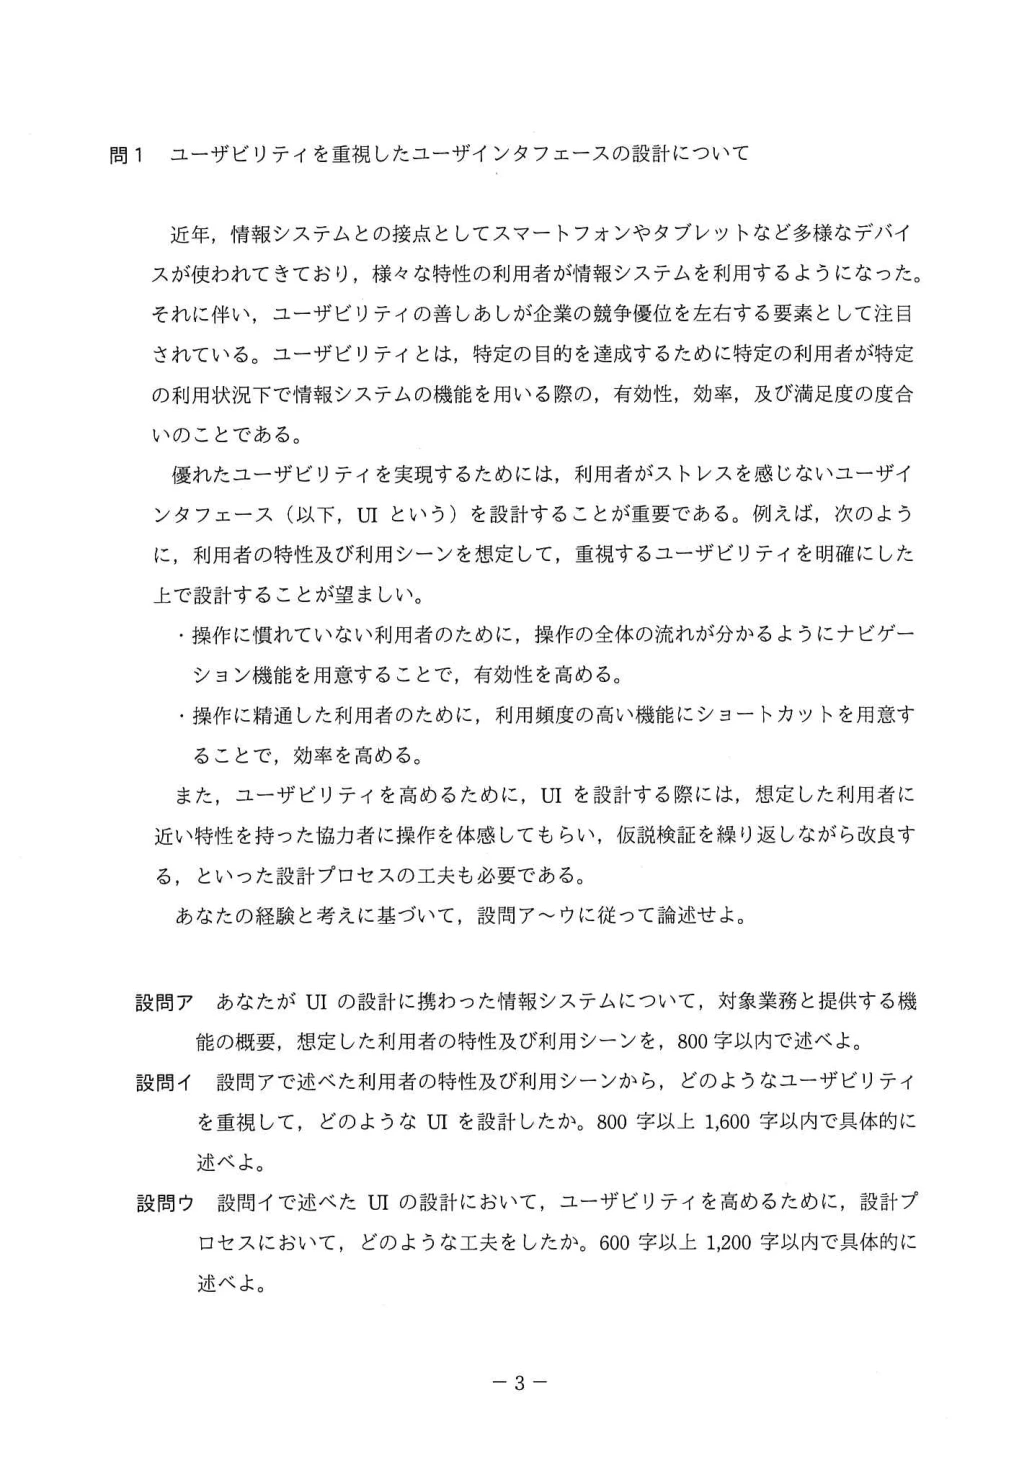 問1 ユーザビリティを重視したユーザインタフェースの設計について
近年，情報システムとの接点としてスマートフォンやタブレットなど多様なデバイ
スが使われてきており，様々な特性の利用者が情報システムを利用するようになった。
それに伴い，ユーザビリティの善しあしが企業の競争優位を左右する要素として注目
されている。ユーザビリティとは，特定の目的を達成するために特定の利用者が特定
の利用状況下で情報システムの機能を用いる際の，有効性，効率，及び満足度の度合
いのことである。
優れたユーザビリティを実現するためには，利用者がストレスを感じないユーザイ
ンタフェース（以下，UI という）を設計することが重要である。例えば，次のよう
に，利用者の特性及び利用シーンを想定して，重視するユーザビリティを明確にした
上で設計することが望ましい。
・操作に慣れていない利用者のために，操作の全体の流れが分かるようにナビゲー
ション機能を用意することで，有効性を高める。
・操作に精通した利用者のために，利用頻度の高い機能にショートカットを用意す
ることで，効率を高める。
また，ユーザビリティを高めるために，UI を設計する際には，想定した利用者に
近い特性を持った協力者に操作を体感してもらい，仮説検証を繰り返しながら改良す
る，といった設計プロセスの工夫も必要である。
あなたの経験と考えに基づいて，設問ア～ウに従って論述せよ。
設問ア あなたが UI の設計に携わった情報システムについて，対象業務と提供する機
能の概要，想定した利用者の特性及び利用シーンを，800 字以内で述べよ。
設問イ 設問アで述べた利用者の特性及び利用シーンから，どのようなユーザビリティ
を重視して，どのような UI を設計したか。800 字以上 1,600 字以内で具体的に
述べよ。
設問ウ 設問イで述べた UI の設計において，ユーザビリティを高めるために，設計プ
ロセスにおいて，どのような工夫をしたか。600 字以上 1,200 字以内で具体的に
述べよ。
－ 3 －